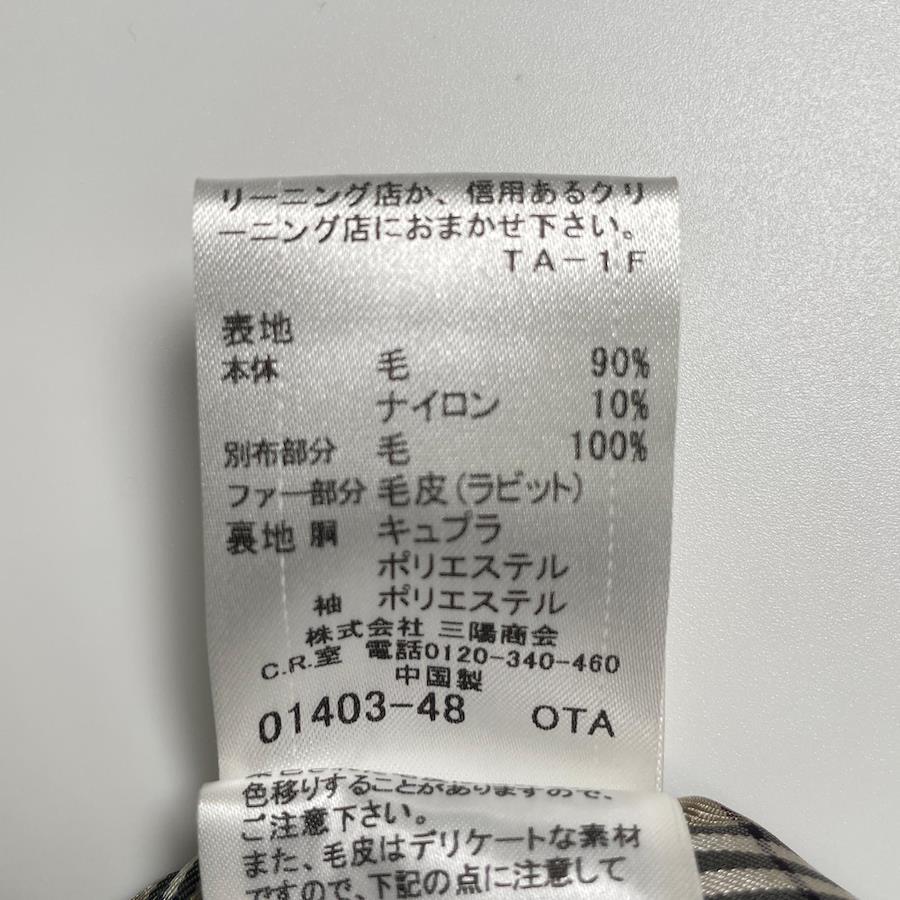 リーニング店か、信用あるクリ
ーニング店におまかせ下さい。
TA-1F
表地
本体 毛 90%
ナイロン 10%
別布部分 毛 100%
ファー部分 毛皮(ラビット)
裏地 胴 キュプラ
ポリエステル
袖 ポリエステル
株式会社 三陽商会
C.R.室 電話0120-340-460
中国製
01403-48 OTA
色移りすることがありますので、
ご注意下さい。
また、毛皮はデリケートな素材
ですので、下記の点に注意して